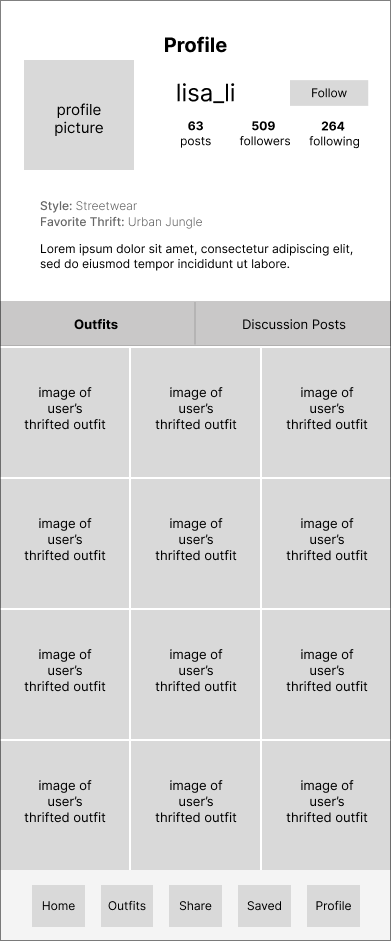 Profile
profile
picture
lisa_li
Follow
63
posts
509
followers
264
following
Style: Streetwear
Favorite Thrift: Urban Jungle
Lorem ipsum dolor sit amet, consectetur adipiscing elit,
sed do eiusmod tempor incididunt ut labore.
Outfits
Discussion Posts
image of
user’s
thrifted outfit
image of
user’s
thrifted outfit
image of
user’s
thrifted outfit
image of
user’s
thrifted outfit
image of
user’s
thrifted outfit
image of
user’s
thrifted outfit
image of
user’s
thrifted outfit
image of
user’s
thrifted outfit
image of
user’s
thrifted outfit
image of
user’s
thrifted outfit
image of
user’s
thrifted outfit
image of
user’s
thrifted outfit
Home
Outfits
Share
Saved
Profile